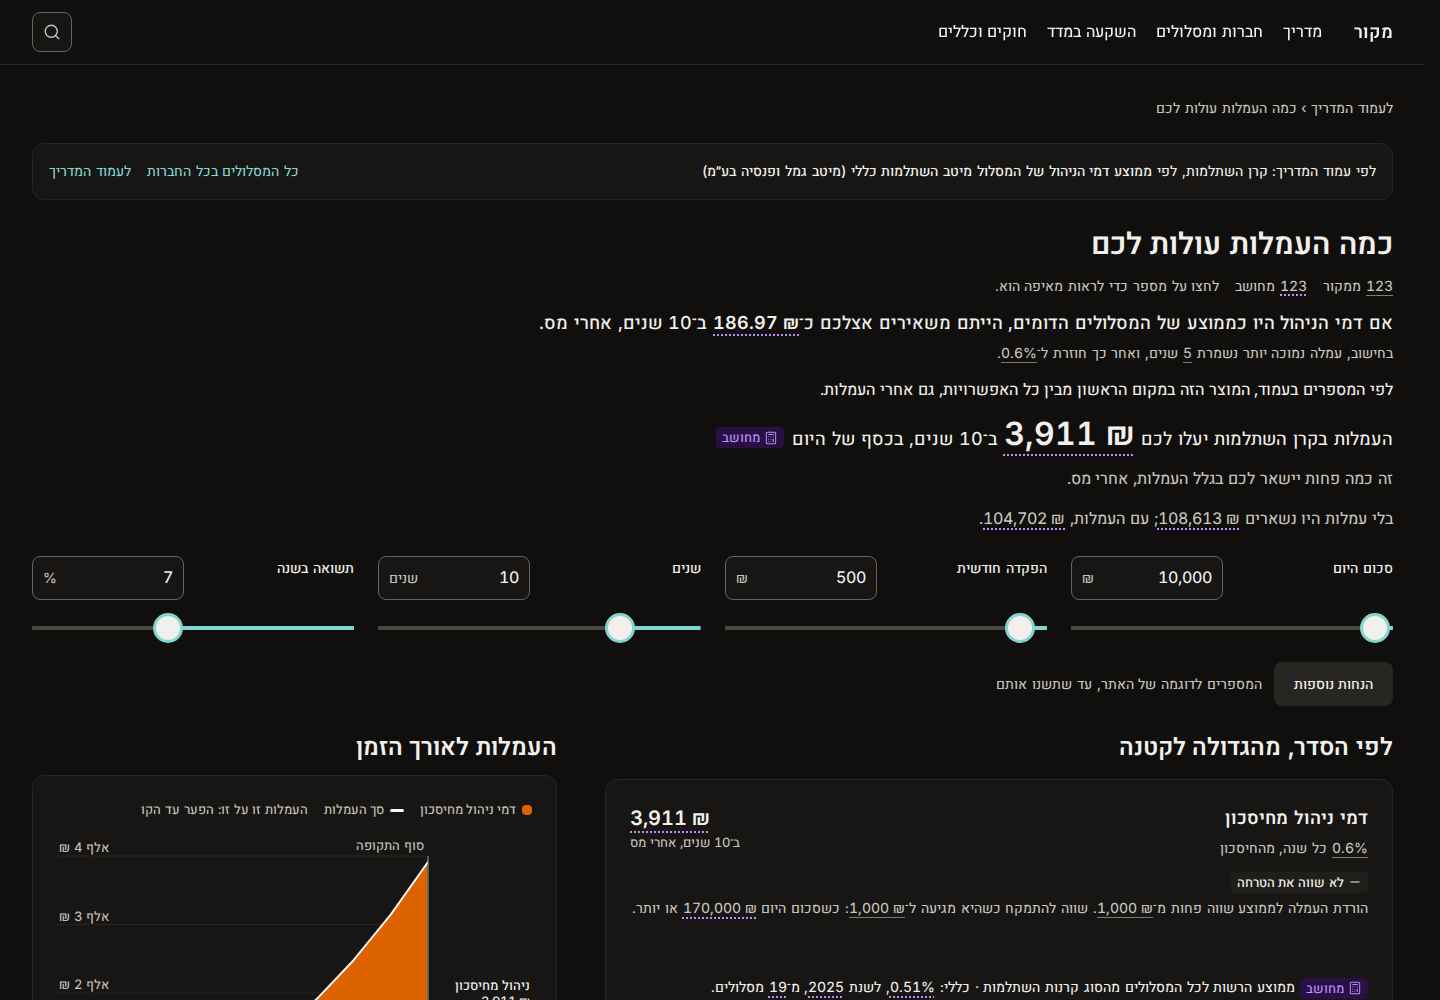 מקור מדריך חברות ומסלולים השקעה במדד חוקים וכללים
לעמוד המדריך › כמה העמלות עולות לכם
לפי עמוד המדריך: קרן השתלמות, לפי ממוצע דמי הניהול של המסלול מיטב השתלמות כללי (מיטב גמל ופנסיה בע"מ) כל המסלולים בכל החברות לעמוד המדריך
כמה העמלות עולות לכם
123 ממקור 123 מחושב לחצו על מספר כדי לראות מאיפה הוא.
אם דמי הניהול היו כממוצע של המסלולים הדומים, הייתם משאירים אצלכם כ־₪ 186.97 ב־10 שנים, אחרי מס.
בחישוב, עמלה נמוכה יותר נשמרת 5 שנים, ואחר כך חוזרת ל־0.6%.
לפי המספרים בעמוד, המוצר הזה במקום הראשון מבין כל האפשרויות, גם אחרי העמלות.
העמלות בקרן השתלמות יעלו לכם ₪ 3,911 ב־10 שנים, בכסף של היום מחושב
זה כמה פחות יישאר לכם בגלל העמלות, אחרי מס.
בלי עמלות היו נשארים ₪ 108,613; עם העמלות, ₪ 104,702.
סכום היום 10,000 ₪ הפקדה חודשית 500 ₪ שנים 10 שנים תשואה בשנה 7 %
הנחות נוספות המספרים לדוגמה של האתר, עד שתשנו אותם
לפי הסדר, מהגדולה לקטנה
דמי ניהול מחיסכון ₪ 3,911
0.6% כל שנה, מהחיסכון ב־10 שנים, אחרי מס
– לא שווה את הטרחה
הורדת העמלה לממוצע שווה פחות מ־₪ 1,000. שווה להתמקח כשהיא מגיעה ל־₪ 1,000: כשסכום היום ₪ 170,000 או יותר.
מחושב ממוצע הרשות לכל המסלולים מהסוג קרנות השתלמות · כללי: 0.51%, לשנת 2025, מ־19 מסלולים.
העמלות לאורך הזמן
דמי ניהול מחיסכון סך העמלות העמלות זו על זו: הפער עד הקו
סוף התקופה
4 אלף ₪
3 אלף ₪
2 אלף ₪
ניהול מחיסכון
₪ 3,911